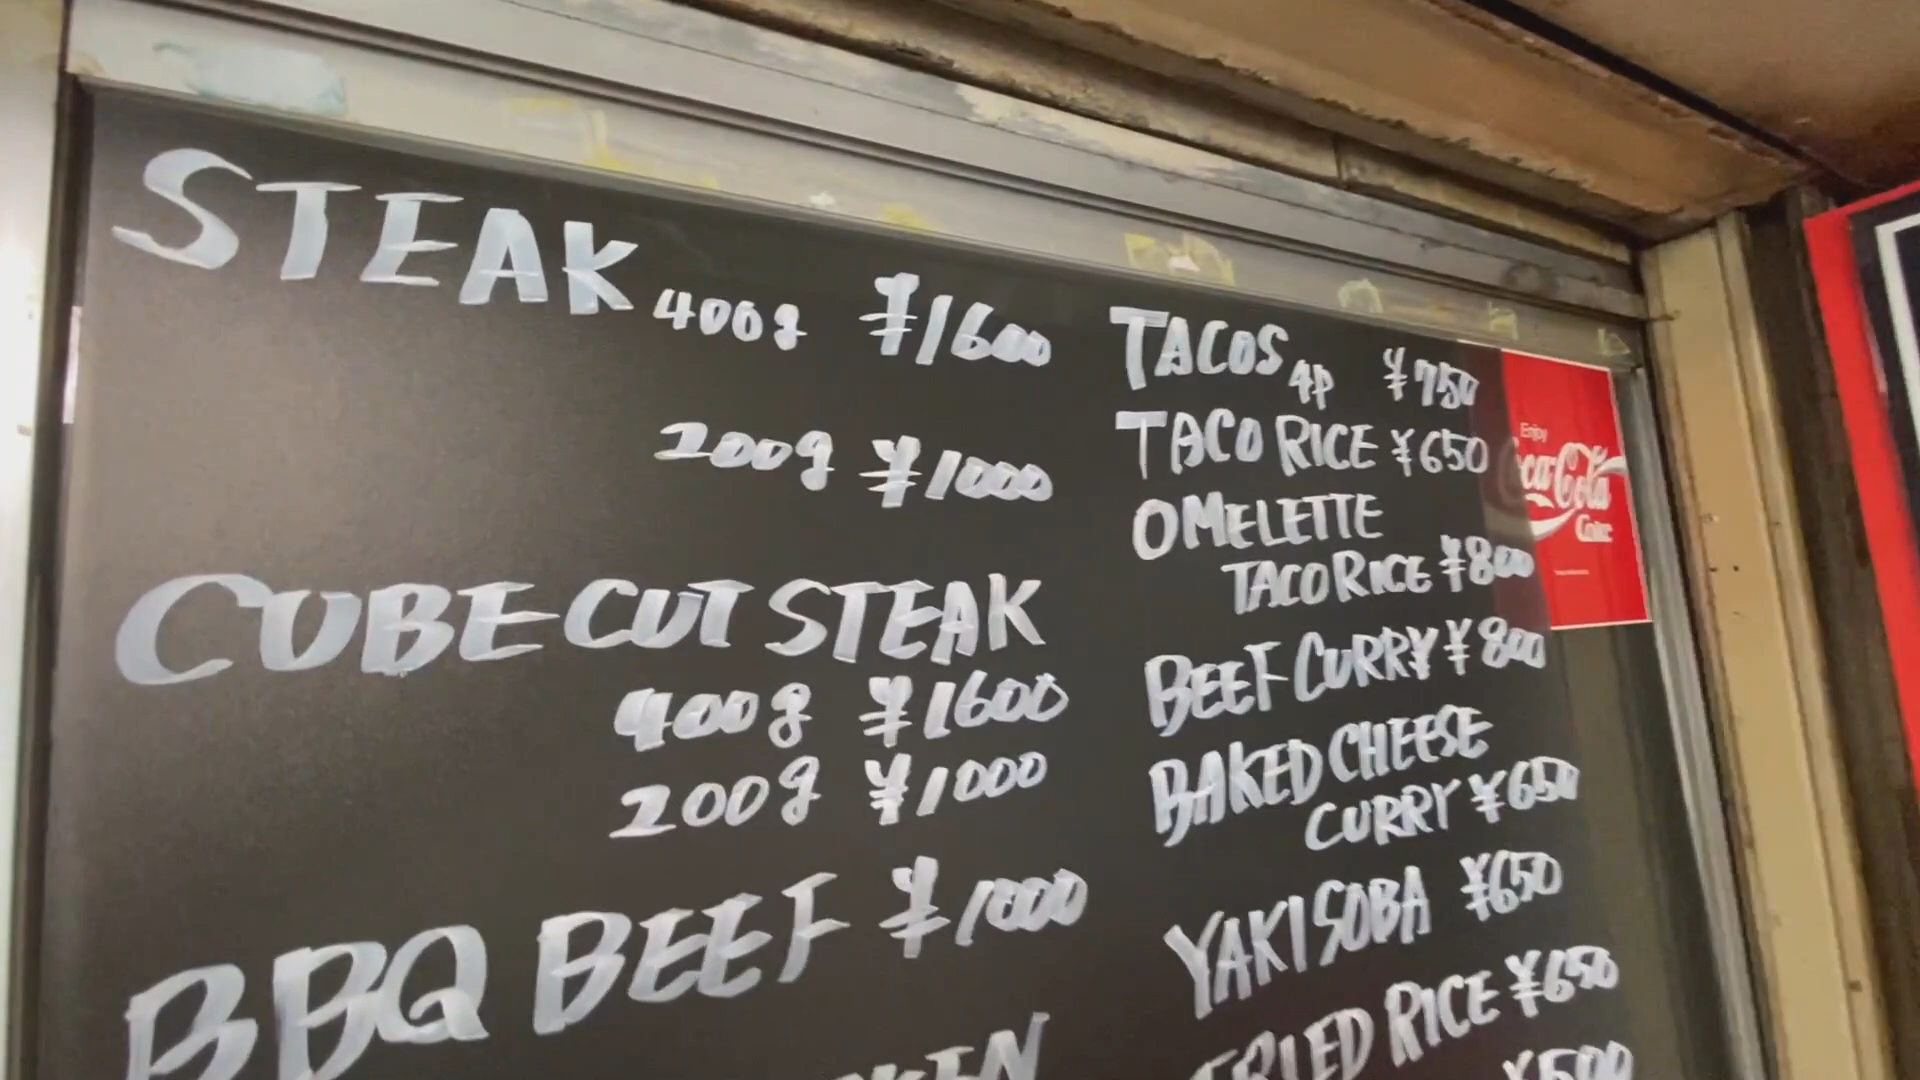 STEAK 400g ¥1600
200g ¥1000
CUBE CUT STEAK
400g ¥1600
200g ¥1000
BBQ BEEF ¥1000
TACOS 4P ¥750
TACO RICE ¥650
OMELETTE
TACO RICE ¥800
BEEF CURRY ¥800
BAKED CHEESE
CURRY ¥650
YAKISOBA ¥650
FRIED RICE ¥650
¥500
Enjoy
Coca-Cola
Coke